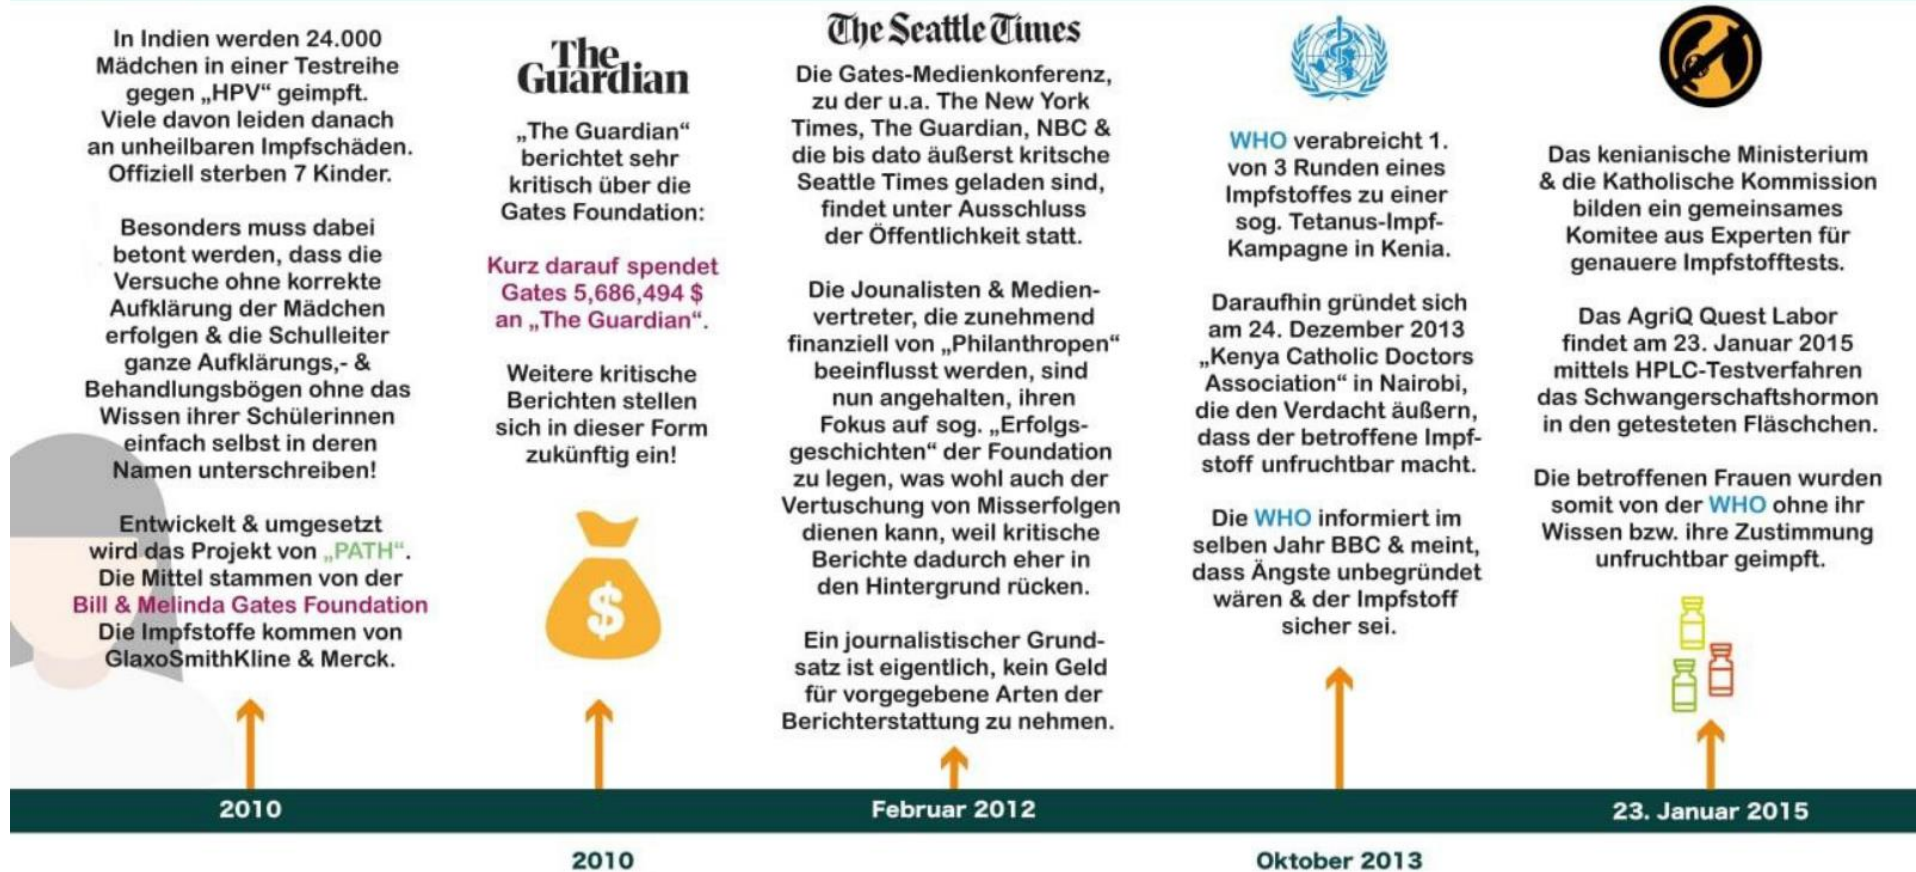 In Indien werden 24.000
Mädchen in einer Testreihe
gegen „HPV“ geimpft.
Viele davon leiden danach
an unheilbaren Impfschäden.
Offiziell sterben 7 Kinder.
Besonders muss dabei
betont werden, dass die
Versuche ohne korrekte
Aufklärung der Mädchen
erfolgen & die Schulleiter
ganze Aufklärungs,- &
Behandlungsbögen ohne das
Wissen ihrer Schülerinnen
einfach selbst in deren
Namen unterschreiben!
Entwickelt & umgesetzt
wird das Projekt von „PATH“.
Die Mittel stammen von der
Bill & Melinda Gates Foundation
Die Impfstoffe kommen von
GlaxoSmithKline & Merck.
2010
The
Guardian
„The Guardian“
berichtet sehr
kritisch über die
Gates Foundation:
Kurz darauf spendet
Gates 5,686,494 $
an „The Guardian“.
Weitere kritische
Berichten stellen
sich in dieser Form
zukünftig ein!
$
2010
The Seattle Times
Die Gates-Medienkonferenz,
zu der u.a. The New York
Times, The Guardian, NBC &
die bis dato äußerst kritsche
Seattle Times geladen sind,
findet unter Ausschluss
der Öffentlichkeit statt.
Die Jounalisten & Medien-
vertreter, die zunehmend
finanziell von „Philanthropen“
beeinflusst werden, sind
nun angehalten, ihren
Fokus auf sog. „Erfolgs-
geschichten“ der Foundation
zu legen, was wohl auch der
Vertuschung von Misserfolgen
dienen kann, weil kritische
Berichte dadurch eher in
den Hintergrund rücken.
Ein journalistischer Grund-
satz ist eigentlich, kein Geld
für vorgegebene Arten der
Berichterstattung zu nehmen.
Februar 2012
WHO verabreicht 1.
von 3 Runden eines
Impfstoffes zu einer
sog. Tetanus-Impf-
Kampagne in Kenia.
Daraufhin gründet sich
am 24. Dezember 2013
„Kenya Catholic Doctors
Association“ in Nairobi,
die den Verdacht äußern,
dass der betroffene Impf-
stoff unfruchtbar macht.
Die WHO informiert im
selben Jahr BBC & meint,
dass Ängste unbegründet
wären & der Impfstoff
sicher sei.
Oktober 2013
Das kenianische Ministerium
& die Katholische Kommission
bilden ein gemeinsames
Komitee aus Experten für
genauere Impfstofftests.
Das AgriQ Quest Labor
findet am 23. Januar 2015
mittels HPLC-Testverfahren
das Schwangerschaftshormon
in den getesteten Fläschchen.
Die betroffenen Frauen wurden
somit von der WHO ohne ihr
Wissen bzw. ihre Zustimmung
unfruchtbar geimpft.
23. Januar 2015